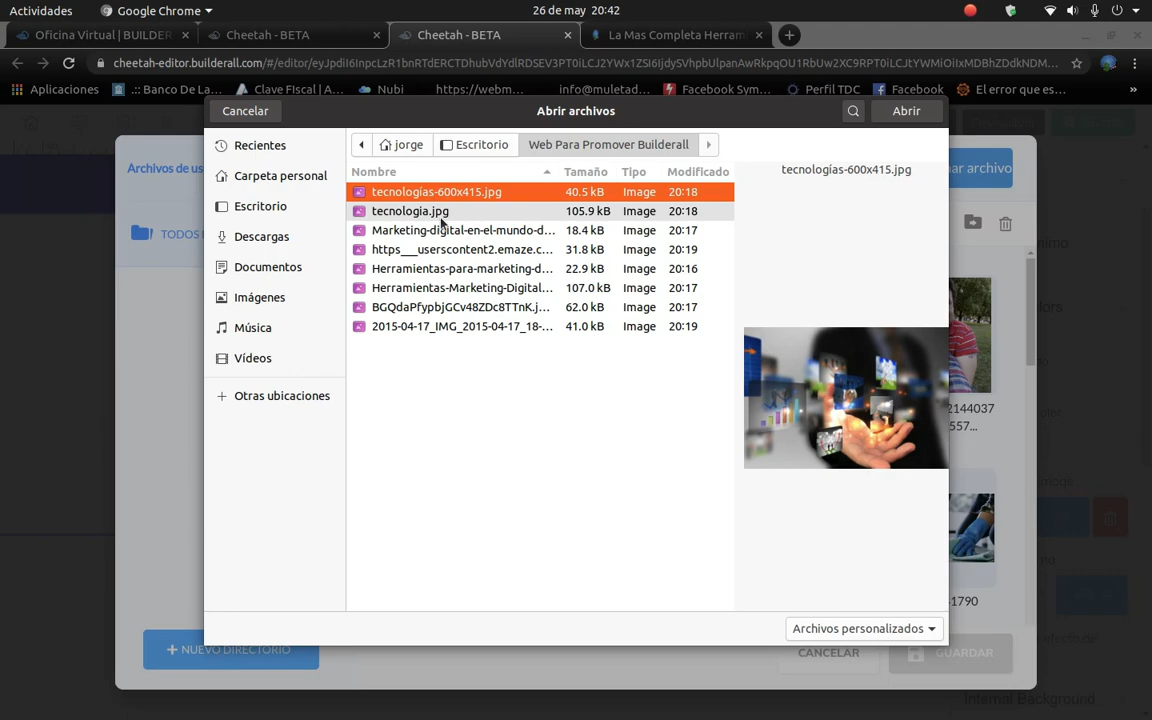 Actividades Google Chrome 26 de may 20:42
Oficina Virtual | BUILDER Cheetah - BETA Cheetah - BETA La Mas Completa Herram
cheetah-editor.builderall.com/#/editor/
Aplicaciones .:: Banco De La... Clave FIscal | A... Nubi https://webm... info@muletad... Facebook Sym... Perfil TDC Facebook El error que es... »
Cancelar Abrir archivos Abrir
Recientes
Carpeta personal
Escritorio
Descargas
Documentos
Imágenes
Música
Vídeos
Otras ubicaciones
jorge Escritorio Web Para Promover Builderall
Nombre Tamaño Tipo Modificado
tecnologías-600x415.jpg 40.5 kB Image 20:18
tecnologia.jpg 105.9 kB Image 20:18
Marketing-digital-en-el-mundo-d... 18.4 kB Image 20:17
https___userscontent2.emaze.c... 31.8 kB Image 20:19
Herramientas-para-marketing-d... 22.9 kB Image 20:16
Herramientas-Marketing-Digital... 107.0 kB Image 20:17
BGQdaPfypbjGCv48ZDc8TTnK.j... 62.0 kB Image 20:17
2015-04-17_IMG_2015-04-17_18-... 41.0 kB Image 20:19
tecnologías-600x415.jpg
Archivos personalizados
Archivos de us
ar archivo
TODOS
2144037
557...
1790
+ NUEVO DIRECTORIO
CANCELAR GUARDAR
Internal Background